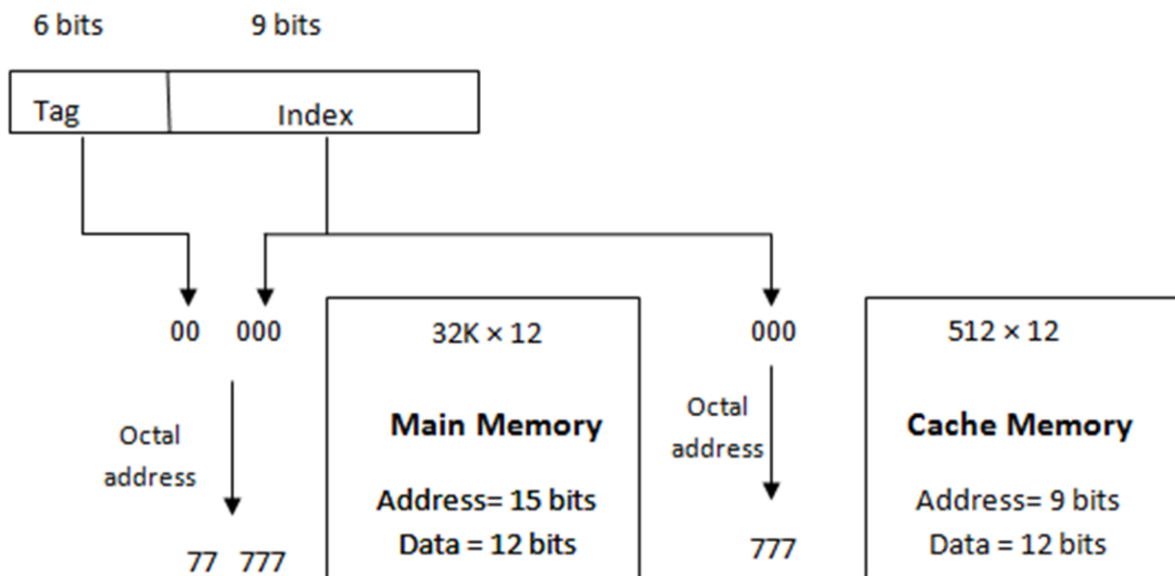 6 bits 9 bits
Tag Index
00 000 32K × 12 000 512 × 12
Octal address
Main Memory
Octal address
Cache Memory
Address= 15 bits
Address= 9 bits
Data = 12 bits
Data = 12 bits
77 777
777